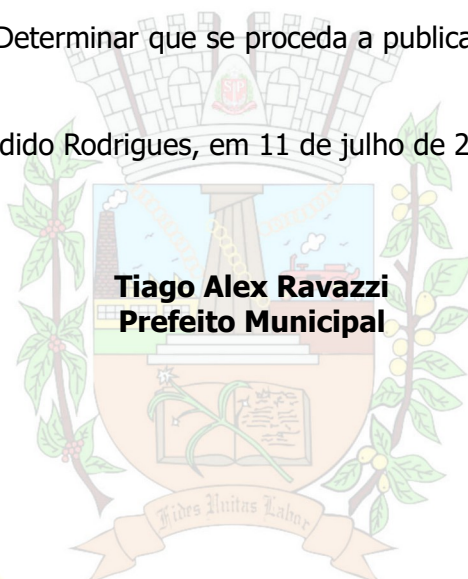 Determinar que se proceda a publica
dido Rodrigues, em 11 de julho de 2
Tiago Alex Ravazzi
Prefeito Municipal
SP
Fides Unitas Labor